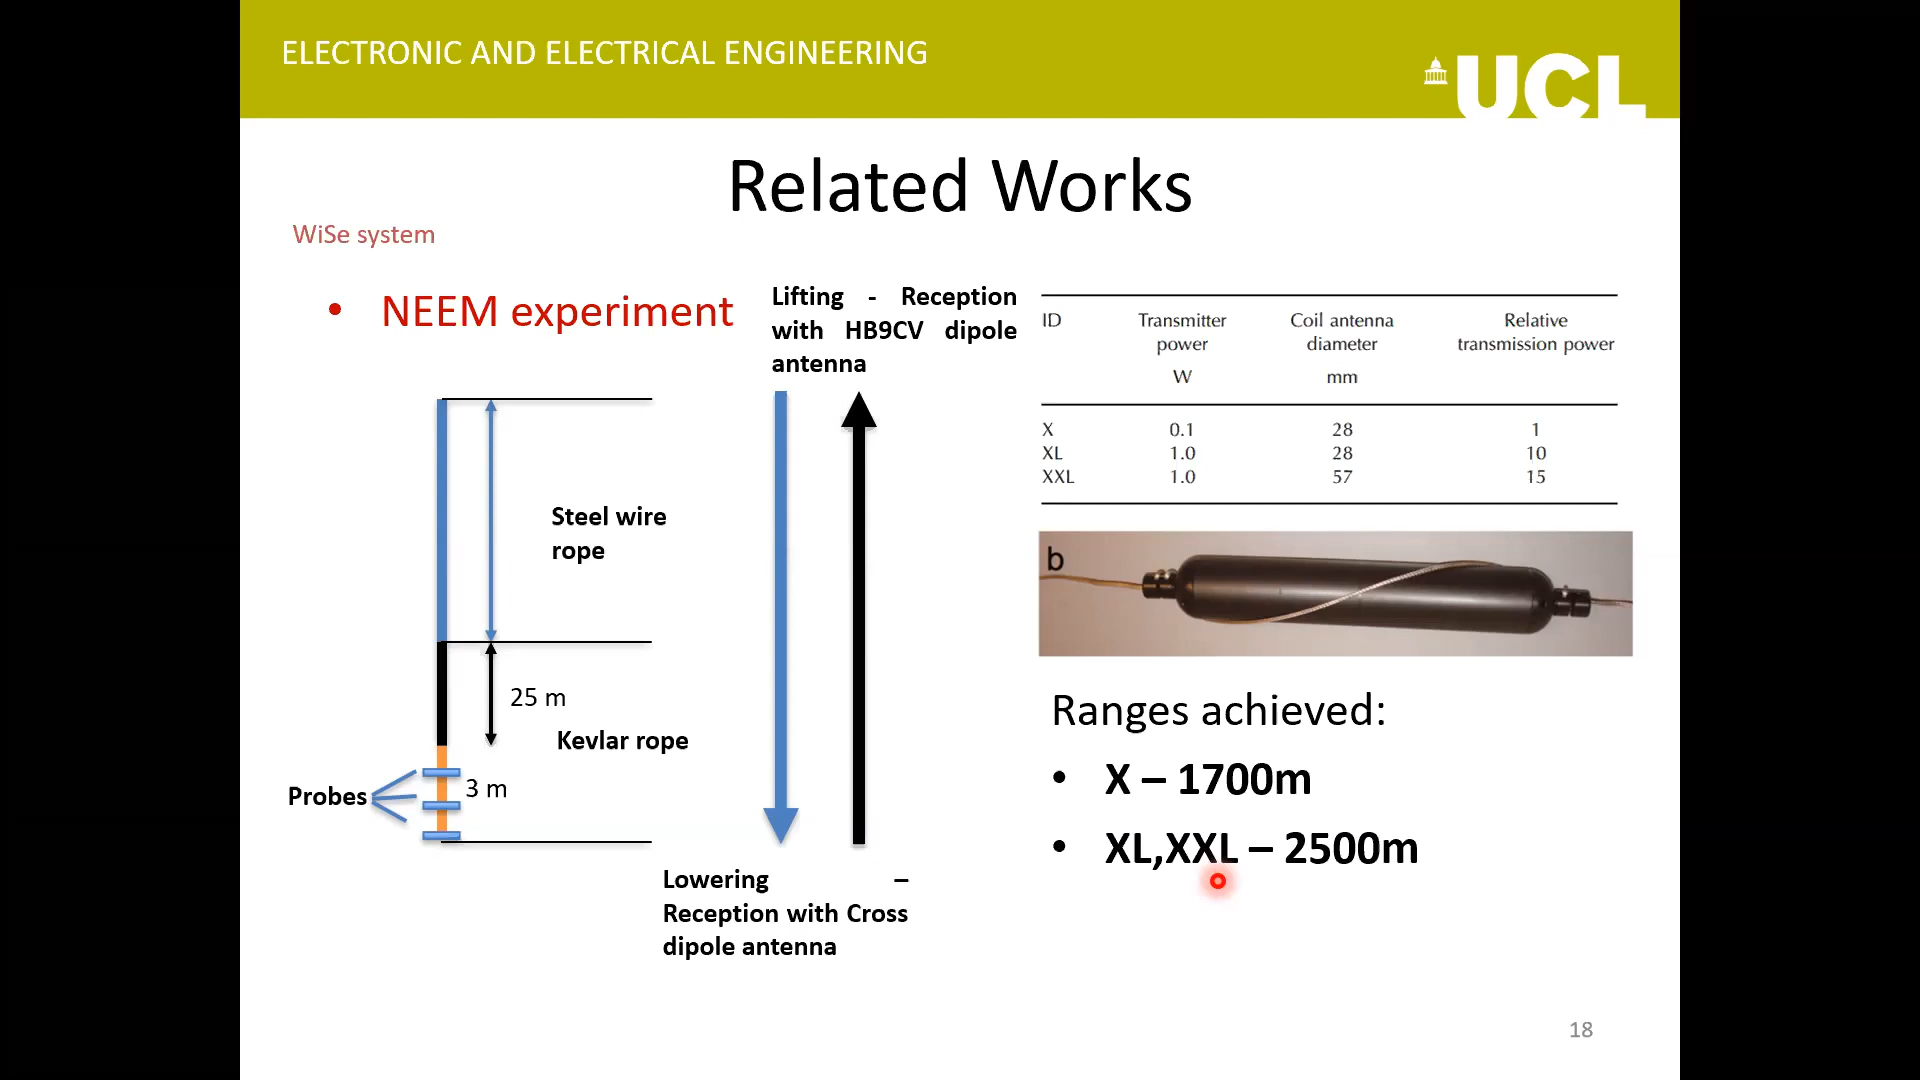 ELECTRONIC AND ELECTRICAL ENGINEERING
UCL
Related Works
WiSe system
• NEEM experiment
Lifting - Reception
with HB9CV dipole
antenna
Steel wire
rope
25 m
Kevlar rope
Probes
3 m
Lowering –
Reception with Cross
dipole antenna
ID Transmitter Coil antenna Relative
power diameter transmission power
W mm
X 0.1 28 1
XL 1.0 28 10
XXL 1.0 57 15
b
Ranges achieved:
• X – 1700m
• XL,XXL – 2500m
18